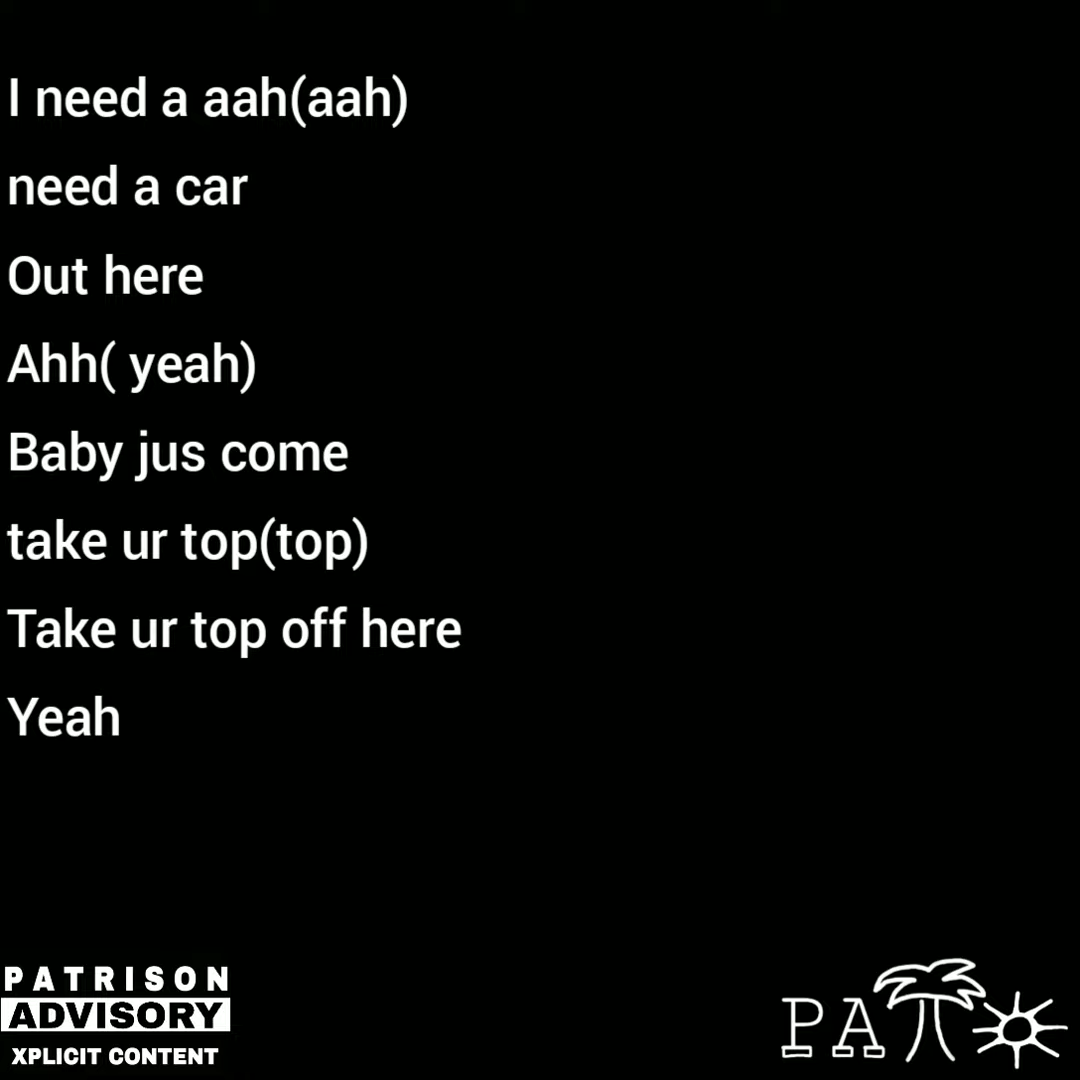 I need a aah(aah)
need a car
Out here
Ahh( yeah)
Baby jus come
take ur top(top)
Take ur top off here
Yeah
PATRISON
ADVISORY
XPLICIT CONTENT
PATO